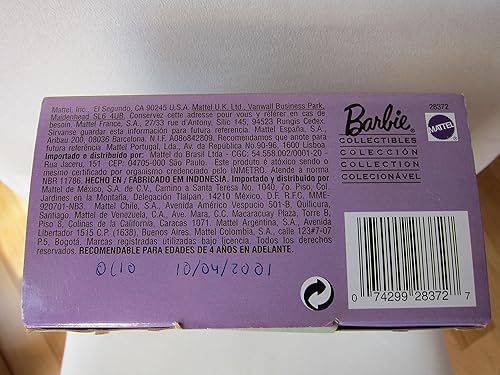 Mattel, Inc., El Segundo, CA 90245 U.S.A. Mattel U.K. Ltd., Vanwall Business Park,
Maidenhead SL6 4UB. Conservez cette adresse pour vous y référer en cas de
besoin, Mattel France S.A., 27/33 rue d'Antony, Silic 145, 94523 Rungis Cedex.
Sírvanse guardar esta información para futura referencia. Mattel España, S.A.,
Aribau 200, 08036 Barcelona. N.I.F. A08o842809. É favor anotar este endereço para
futura referência Mattel Portugal, Lda., Av. da República No.90-96, 1600 Lisboa.
Importado e distribuido por: Mattel do Brasil Ltda - CGC: 54.558.002/0001-20 -
Rua Jaceru, 151 CEP: 04705-000 São Paulo. Este produto é atóxico sendo o
mesmo certificado por organismo credenciado pelo INMETRO. Atende a norma
NBR 11786. HECHO EN / FABRICADO EM INDONÉSIA. Importado y distribuido por
Mattel de México, S.A. de C.V., Camino a Santa Teresa No. 1040, 7o. Piso, Col.
Jardines en la Montaña, Delegación Tlalpan, 14210 México, D.F. R.F.C. MME-
920701-NB3. Mattel Chile, S.A., Avenida Américo Vespucio 501-B, Quilicura,
Santiago. Mattel de Venezuela, C.A., Ave. Mara, C.C. Macaracuay Plaza, Torre B,
Piso 8, Colinas de la California, Caracas 1071. Mattel Argentina, S.A., Avenida
Libertador 1515 C.P. (1638), Buenos Aires. Mattel Colombia, S.A., calle 123#7-07
P.5, Bogotá. Marcas registradas utilizadas bajo licencia. Todos los derechos
reservados. RECOMENDABLE PARA EDADES DE 4 AÑOS EN ADELANTE.
10/04/2001
Barbie
COLLECTIBLES
COLECCIÓN
COLLECTION
COLECIONÁVEL
28372
MATTEL
0 74299 28372 7